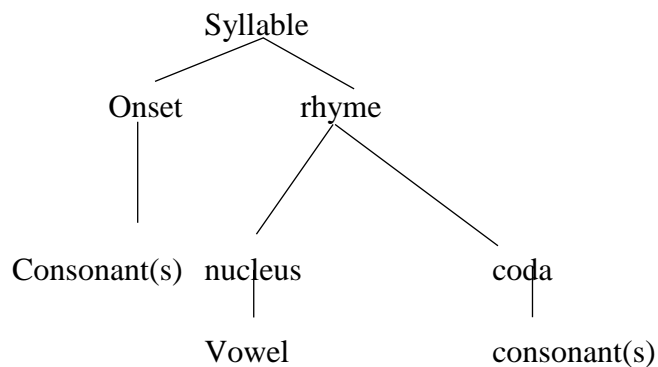 Syllable
Onset rhyme
Consonant(s) nucleus coda
Vowel consonant(s)